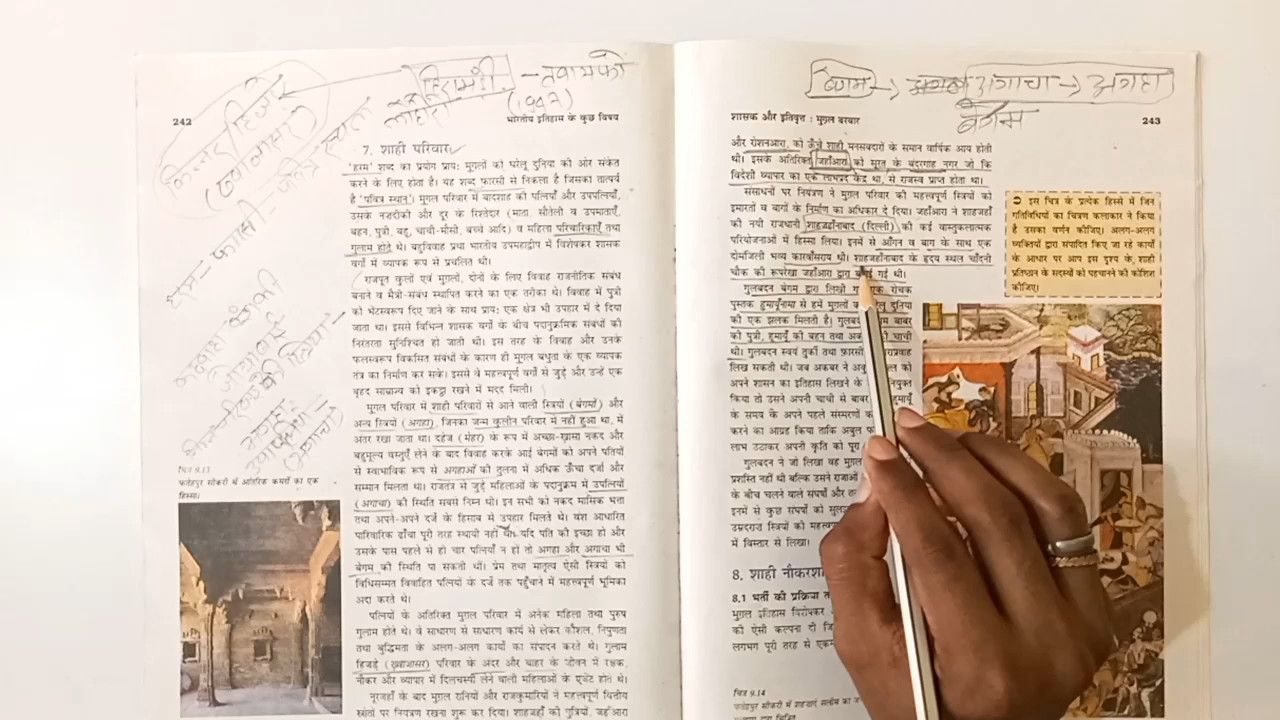 हिरामंडी – तवायफो
लाहौर (1942)
242
भारतीय इतिहास के कुछ विषय
7. शाही परिवार
'हरम' शब्द का प्रयोग प्राय: मुग़लों की घरेलू दुनिया की ओर संकेत
करने के लिए होता है। यह शब्द फ़ारसी से निकला है जिसका तात्पर्य
है 'पवित्र स्थान'। मुग़ल परिवार में बादशाह की पत्नियाँ और उपपत्नियाँ,
उसके नज़दीकी और दूर के रिश्तेदार (माता, सौतेली व उपमाताएँ,
बहन, पुत्री, बहू, चाची-मौसी, बच्चे आदि) व महिला परिचारिकाएँ तथा
गुलाम होते थे। बहुविवाह प्रथा भारतीय उपमहाद्वीप में विशेषकर शासक
वर्गों में व्यापक रूप से प्रचलित थी।
राजपूत कुलों एवं मुग़लों, दोनों के लिए विवाह राजनीतिक संबंध
बनाने व मैत्री-संबंध स्थापित करने का एक तरीका थे। विवाह में पुत्री
को भेंटस्वरूप दिए जाने के साथ प्राय: एक क्षेत्र भी उपहार में दे दिया
जाता था। इससे विभिन्न शासक वर्गों के बीच पदानुक्रमिक संबंधों की
निरंतरता सुनिश्चित हो जाती थी। इस तरह के विवाह और उनके
फलस्वरूप विकसित संबंधों के कारण ही मुग़ल बंधुता के एक व्यापक
तंत्र का निर्माण कर सके। इससे वे महत्त्वपूर्ण वर्गों से जुड़े और उन्हें एक
वृहद साम्राज्य को इकट्ठा रखने में मदद मिली।
मुग़ल परिवार में शाही परिवारों से आने वाली स्त्रियों (बेगमों) और
अन्य स्त्रियों (अगहा), जिनका जन्म कुलीन परिवार में नहीं हुआ था, में
अंतर रखा जाता था। दहेज (मेहर) के रूप में अच्छा-ख़ासा नकद और
बहुमूल्य वस्तुएँ लेने के बाद विवाह करके आई बेगमों को अपने पतियों
से स्वाभाविक रूप से अगहाओं की तुलना में अधिक ऊँचा दर्जा और
सम्मान मिलता था। राजतंत्र से जुड़े महिलाओं के पदानुक्रम में उपपत्नियों
(अगाचा) की स्थिति सबसे निम्न थी। इन सभी को नकद मासिक भत्ता
तथा अपने-अपने दर्जे के हिसाब से उपहार मिलते थे। वंश आधारित
पारिवारिक ढाँचा पूरी तरह स्थायी नहीं था। यदि पति की इच्छा हो और
उसके पास पहले से ही चार पत्नियाँ न हों तो अगहा और अगाचा भी
बेगम की स्थिति पा सकती थीं। प्रेम तथा मातृत्व ऐसी स्त्रियों को
विधिसम्मत विवाहित पत्नियों के दर्जे तक पहुँचाने में महत्त्वपूर्ण भूमिका
अदा करते थे।
पत्नियों के अतिरिक्त मुग़ल परिवार में अनेक महिला तथा पुरुष
गुलाम होते थे। वे साधारण से साधारण कार्य से लेकर कौशल, निपुणता
तथा बुद्धिमता के अलग-अलग कार्यों का संपादन करते थे। गुलाम
हिजड़े (ख़्वाजासर) परिवार के अंदर और बाहर के जीवन में रक्षक,
नौकर और व्यापार में दिलचस्पी लेने वाली महिलाओं के एजेंट होते थे।
नूरजहाँ के बाद मुग़ल रानियों और राजकुमारियों ने महत्त्वपूर्ण वित्तीय
स्रोतों पर नियंत्रण रखना शुरू कर दिया। शाहजहाँ की पुत्रियों, जहाँआरा
चित्र 9.13
फतेहपुर सीकरी में आंतरिक कमरों का एक
हिस्सा।
बेगम → अगाचा → अगहा
बेगम
शासक और इतिवृत्त : मुग़ल दरबार
243
और रोशनआरा, को ऊँचे शाही मनसबदारों के समान वार्षिक आय होती
थी। इसके अतिरिक्त जहाँआरा को सूरत के बंदरगाह नगर जो कि
विदेशी व्यापार का एक लाभप्रद केंद्र था, से राजस्व प्राप्त होता था।
संसाधनों पर नियंत्रण ने मुग़ल परिवार की महत्त्वपूर्ण स्त्रियों को
इमारतों व बागों के निर्माण का अधिकार दे दिया। जहाँआरा ने शाहजहाँ
की नयी राजधानी शाहजहाँनाबाद (दिल्ली) की कई वास्तुकलात्मक
परियोजनाओं में हिस्सा लिया। इनमें से आँगन व बाग के साथ एक
दोमंजिली भव्य कारवाँसराय थी। शाहजहाँनाबाद के हृदय स्थल चाँदनी
चौक की रूपरेखा जहाँआरा द्वारा गई थी।
गुलबदन बेगम द्वारा लिखी एक रोचक
पुस्तक हुमायूँनामा से हमें मुग़लों दुनिया
की एक झलक मिलती है। बाबर
की पुत्री, हुमायूँ की बहन तथा चाची
थी। गुलबदन स्वयं तुर्की तथा फ़ारसी
लिख सकती थी। जब अकबर ने
अपने शासन का इतिहास लिखने के
किया तो उसने अपनी चाची से बाबर
के समय के अपने पहले संस्मरणों
करने का आग्रह किया ताकि अबुल
लाभ उठाकर अपनी कृति को पूरा
गुलबदन ने जो लिखा वह मुग़ल
प्रशस्ति नहीं थी बल्कि उसने राजाओं
के बीच चलने वाले संघर्षों और
इनमें से कुछ संघर्षों को
उम्रदराज़ स्त्रियों की
में विस्तार से लिखा।
8. शाही
8.1 भर्ती की प्रक्रिया
मुग़ल इतिहास विशेषकर
की ऐसी कल्पना दी
लगभग पूरी तरह से
चित्र 9.14
फतेहपुर सीकरी में शहज़ादे सलीम का
इस चित्र के प्रत्येक हिस्से में जिन
गतिविधियों का चित्रण कलाकार ने किया
है उसका वर्णन कीजिए। अलग-अलग
व्यक्तियों द्वारा संपादित किए जा रहे कार्यों
के आधार पर आप इस दृश्य के, शाही
प्रतिष्ठान के सदस्यों को पहचानने की कोशिश
कीजिए।